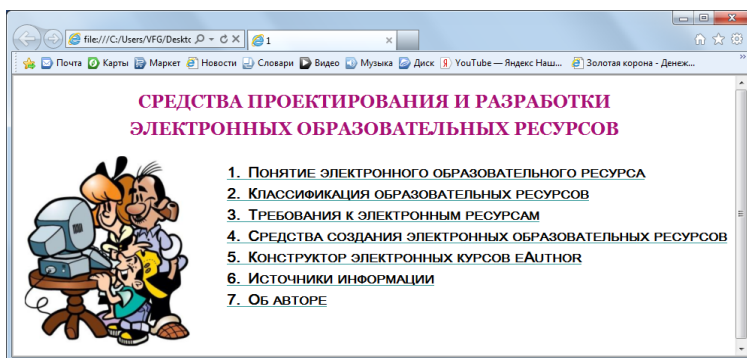 file:///C:/Users/VFG/Deskto
1
Почта Карты Маркет Новости Словари Видео Музыка Диск YouTube — Яндекс Наш... Золотая корона - Денеж...
СРЕДСТВА ПРОЕКТИРОВАНИЯ И РАЗРАБОТКИ
ЭЛЕКТРОННЫХ ОБРАЗОВАТЕЛЬНЫХ РЕСУРСОВ
1. Понятие электронного образовательного ресурса
2. Классификация образовательных ресурсов
3. Требования к электронным ресурсам
4. Средства создания электронных образовательных ресурсов
5. Конструктор электронных курсов eAuthor
6. Источники информации
7. Об авторе